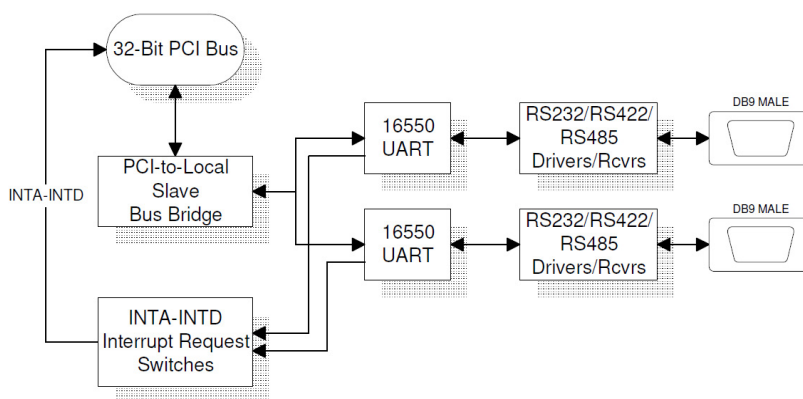 32-Bit PCI Bus
INTA-INTD
PCI-to-Local
Slave
Bus Bridge
INTA-INTD
Interrupt Request
Switches
16550
UART
RS232/RS422/
RS485
Drivers/Rcvrs
DB9 MALE
16550
UART
RS232/RS422/
RS485
Drivers/Rcvrs
DB9 MALE